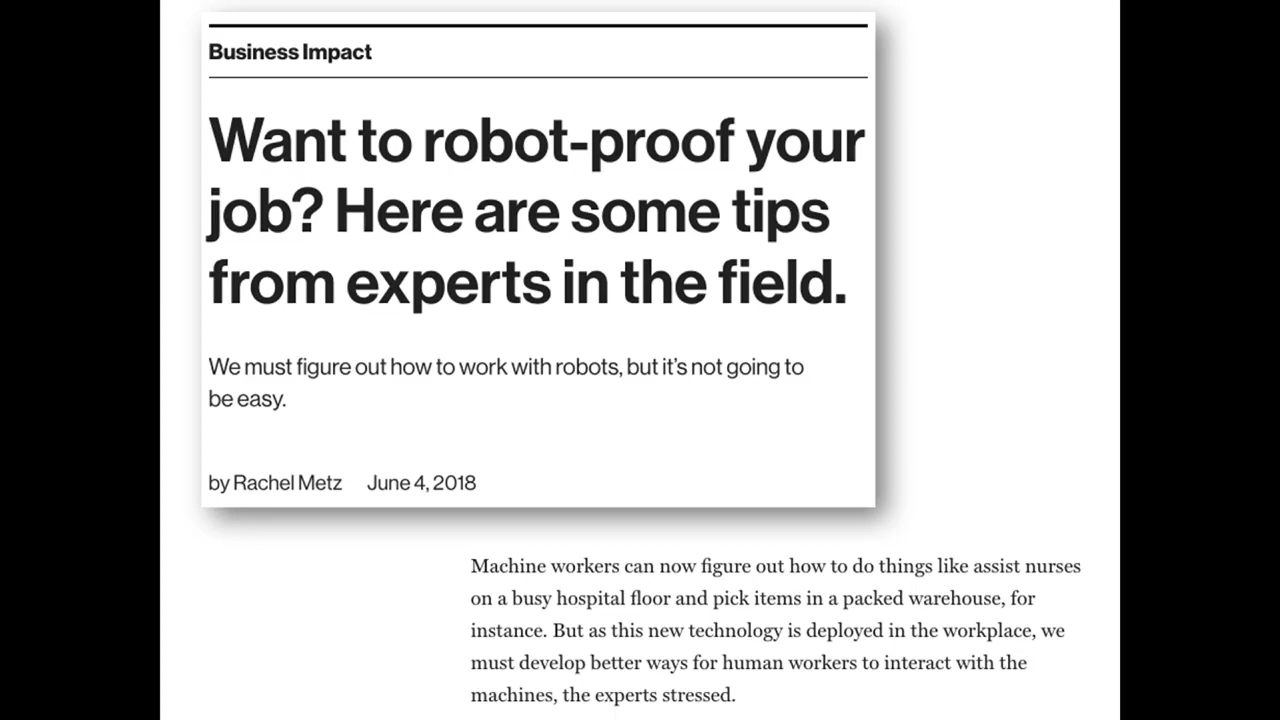 Business Impact
Want to robot-proof your
job? Here are some tips
from experts in the field.
We must figure out how to work with robots, but it’s not going to
be easy.
by Rachel Metz June 4, 2018
Machine workers can now figure out how to do things like assist nurses
on a busy hospital floor and pick items in a packed warehouse, for
instance. But as this new technology is deployed in the workplace, we
must develop better ways for human workers to interact with the
machines, the experts stressed.